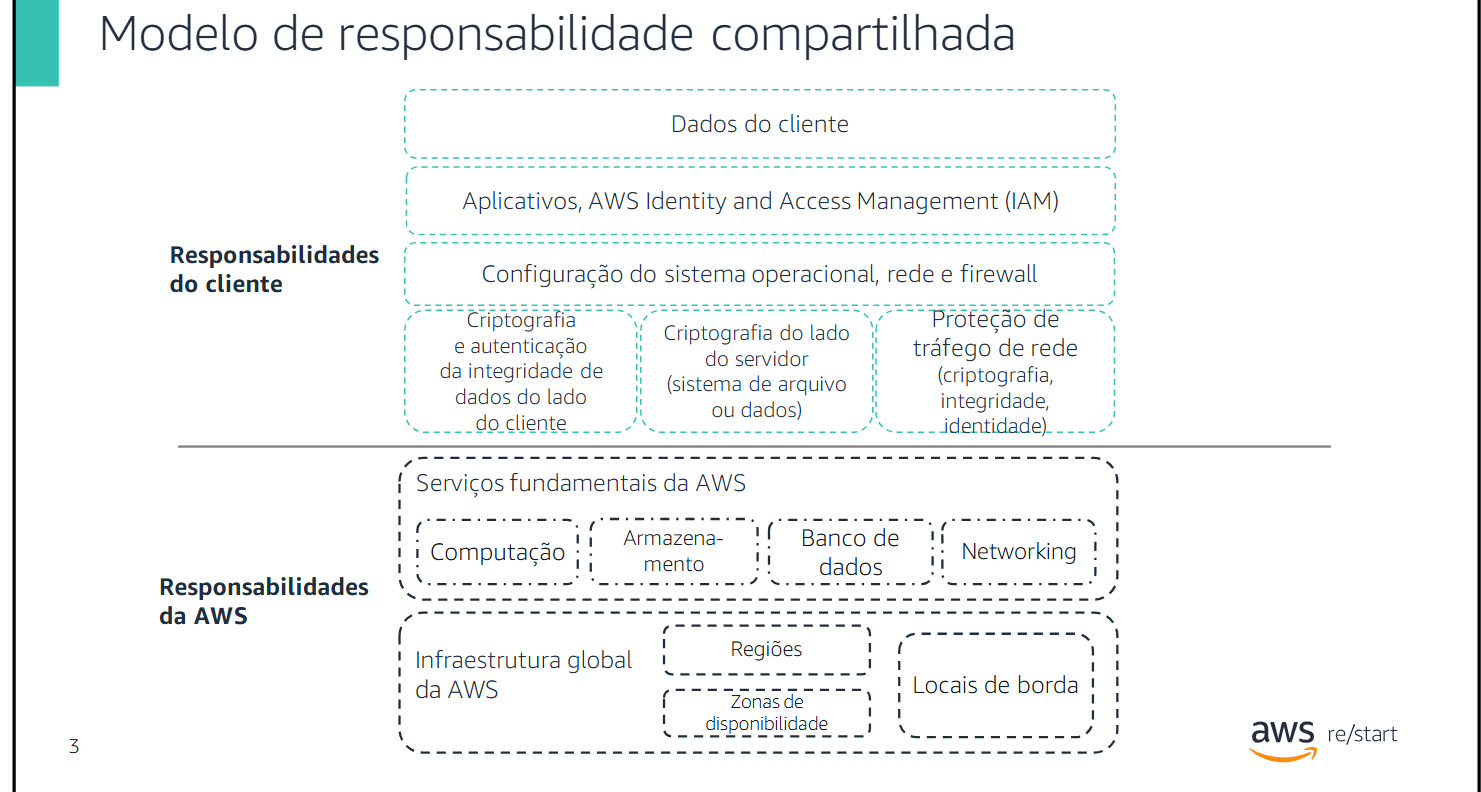 Modelo de responsabilidade compartilhada
Dados do cliente
Aplicativos, AWS Identity and Access Management (IAM)
Responsabilidades
do cliente
Configuração do sistema operacional, rede e firewall
Criptografia
e autenticação
da integridade de
dados do lado
do cliente
Criptografia do lado
do servidor
(sistema de arquivo
ou dados)
Proteção de
tráfego de rede
(criptografia,
integridade,
identidade)
Serviços fundamentais da AWS
Computação
Armazena-
mento
Banco de
dados
Networking
Responsabilidades
da AWS
Infraestrutura global
da AWS
Regiões
Zonas de
disponibilidade
Locais de borda
3
aws re/start